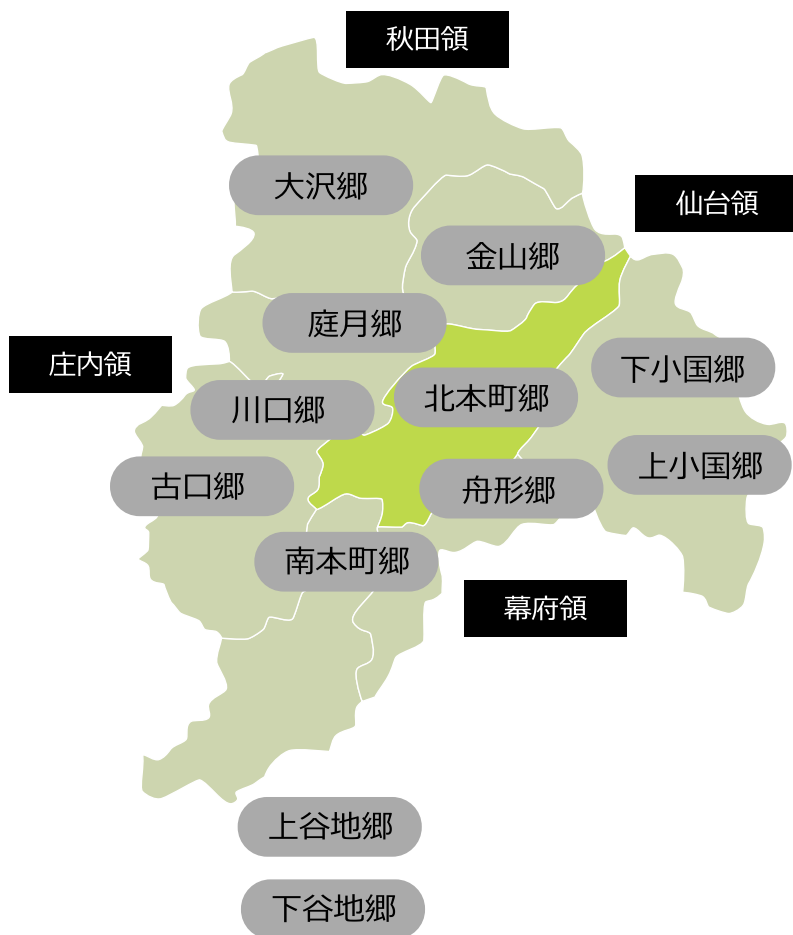 秋田領
大沢郷
仙台領
金山郷
庭月郷
庄内領
下小国郷
北本町郷
川口郷
上小国郷
古口郷
舟形郷
南本町郷
幕府領
上谷地郷
下谷地郷